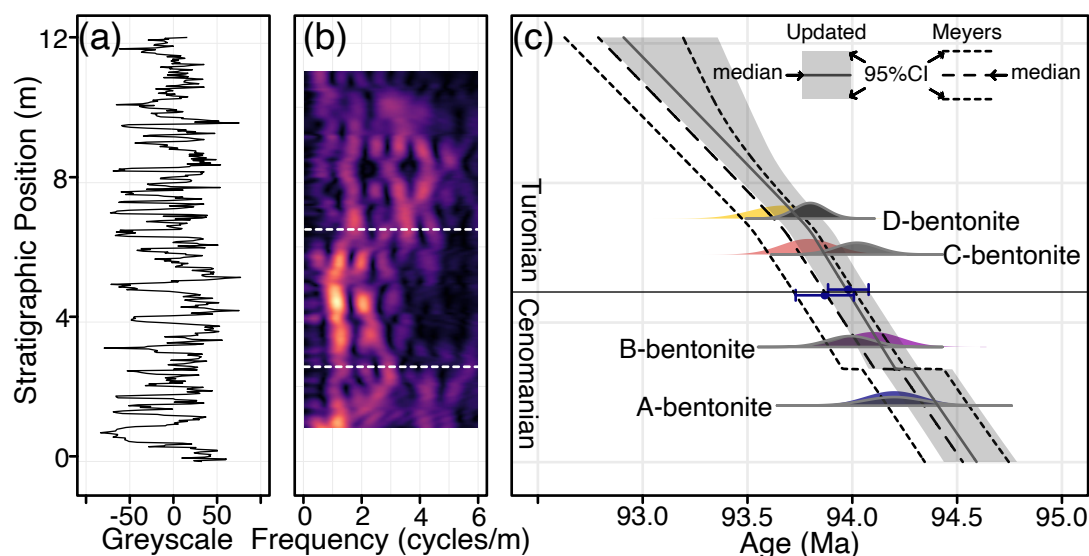 (a)
(b)
(c)
Updated
Meyers
median
95%CI
median
12
8
4
0
Stratigraphic Position (m)
Turonian
Cenomanian
D-bentonite
C-bentonite
B-bentonite
A-bentonite
-50 0 50
0 2 4 6
93.0 93.5 94.0 94.5 95.0
Greyscale
Frequency (cycles/m)
Age (Ma)